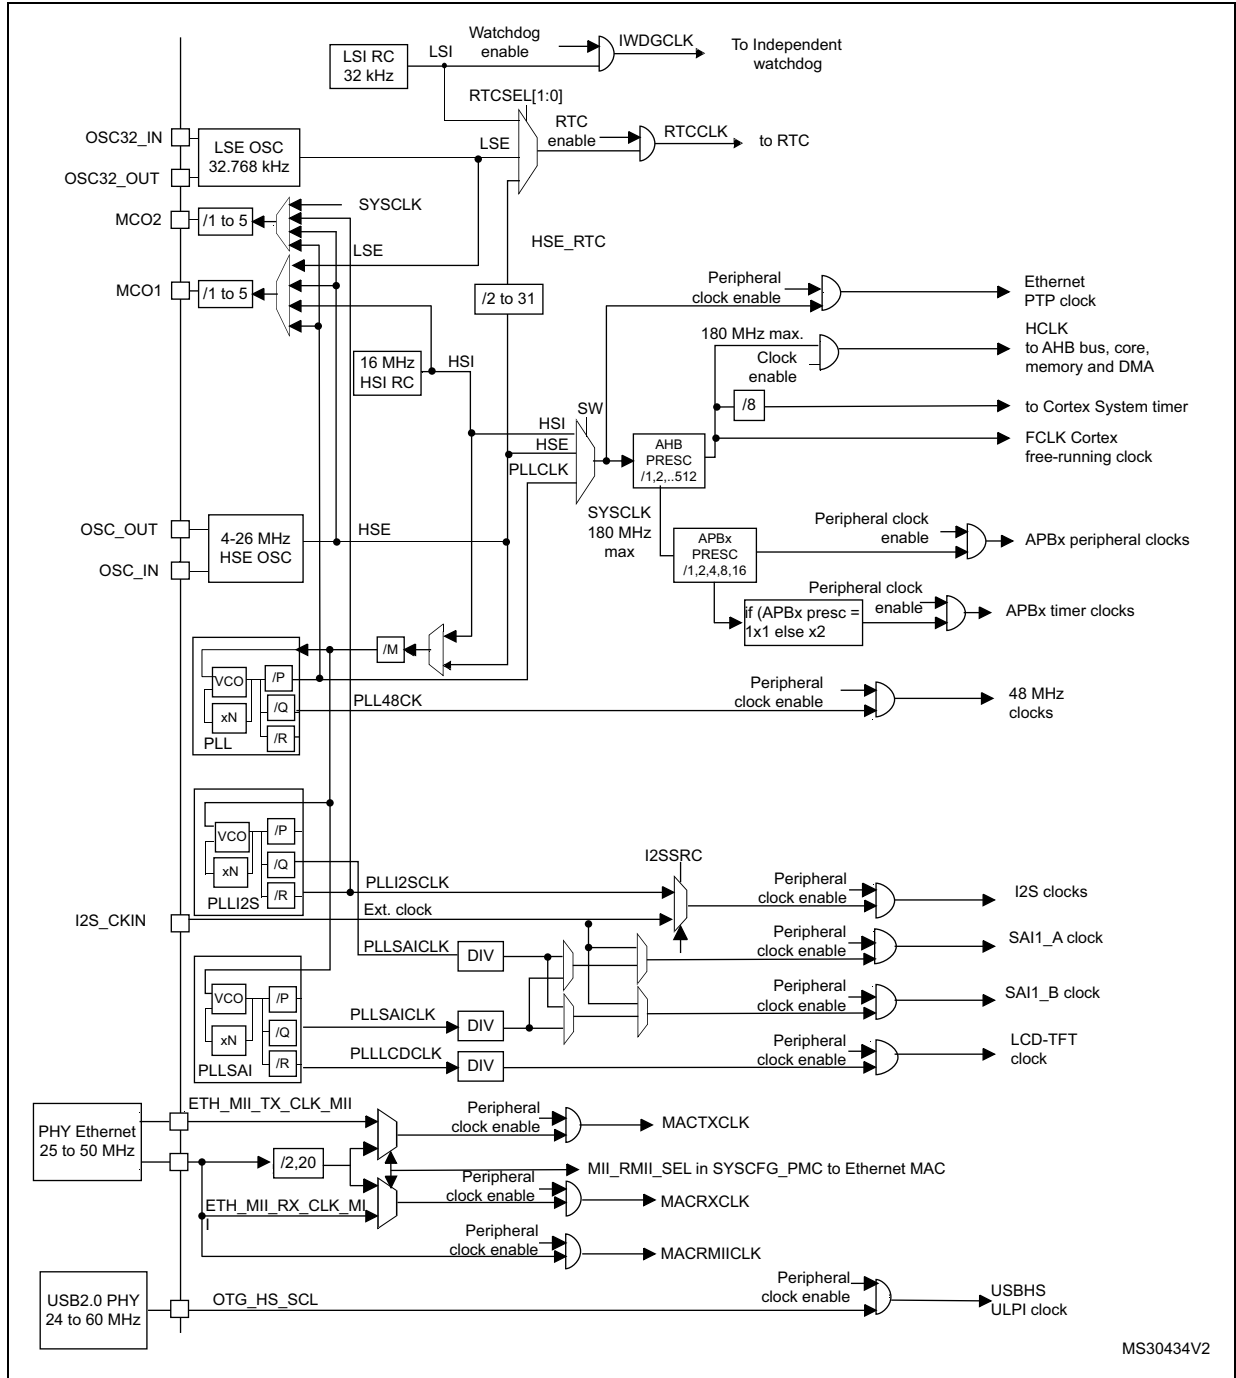 LSI RC
32 kHz
LSI
Watchdog
enable
IWDGCLK
To Independent
watchdog
RTCSEL[1:0]
OSC32_IN
OSC32_OUT
LSE OSC
32.768 kHz
LSE
RTC
enable
RTCCLK
to RTC
MCO2
/1 to 5
SYSCLK
LSE
HSE_RTC
MCO1
/1 to 5
/2 to 31
Peripheral
clock enable
Ethernet
PTP clock
16 MHz
HSI RC
HSI
180 MHz max.
Clock
enable
HCLK
to AHB bus, core,
memory and DMA
/8
to Cortex System timer
SW
HSI
HSE
PLLCLK
AHB
PRESC
/1,2,..512
FCLK Cortex
free-running clock
OSC_OUT
OSC_IN
4-26 MHz
HSE OSC
HSE
SYSCLK
180 MHz
max
APBx
PRESC
/1,2,4,8,16
Peripheral clock
enable
APBx peripheral clocks
if (APBx presc =
1x1 else x2
Peripheral clock
enable
APBx timer clocks
/M
VCO
xN
/P
/Q
/R
PLL
PLL48CK
Peripheral
clock enable
48 MHz
clocks
VCO
xN
/P
/Q
/R
PLLI2S
PLLI2SCLK
I2SSRC
Peripheral
clock enable
I2S clocks
I2S_CKIN
Ext. clock
PLLSAICLK
DIV
Peripheral
clock enable
SAI1_A clock
VCO
xN
/P
/Q
/R
PLLSAI
PLLSAICLK
DIV
Peripheral
clock enable
SAI1_B clock
PLLLCDCLK
DIV
Peripheral
clock enable
LCD-TFT
clock
PHY Ethernet
25 to 50 MHz
ETH_MII_TX_CLK_MII
Peripheral
clock enable
MACTXCLK
/2,20
MII_RMII_SEL in SYSCFG_PMC to Ethernet MAC
ETH_MII_RX_CLK_MI
I
Peripheral
clock enable
MACRXCLK
Peripheral
clock enable
MACRMIICLK
USB2.0 PHY
24 to 60 MHz
OTG_HS_SCL
Peripheral
clock enable
USBHS
ULPI clock
MS30434V2